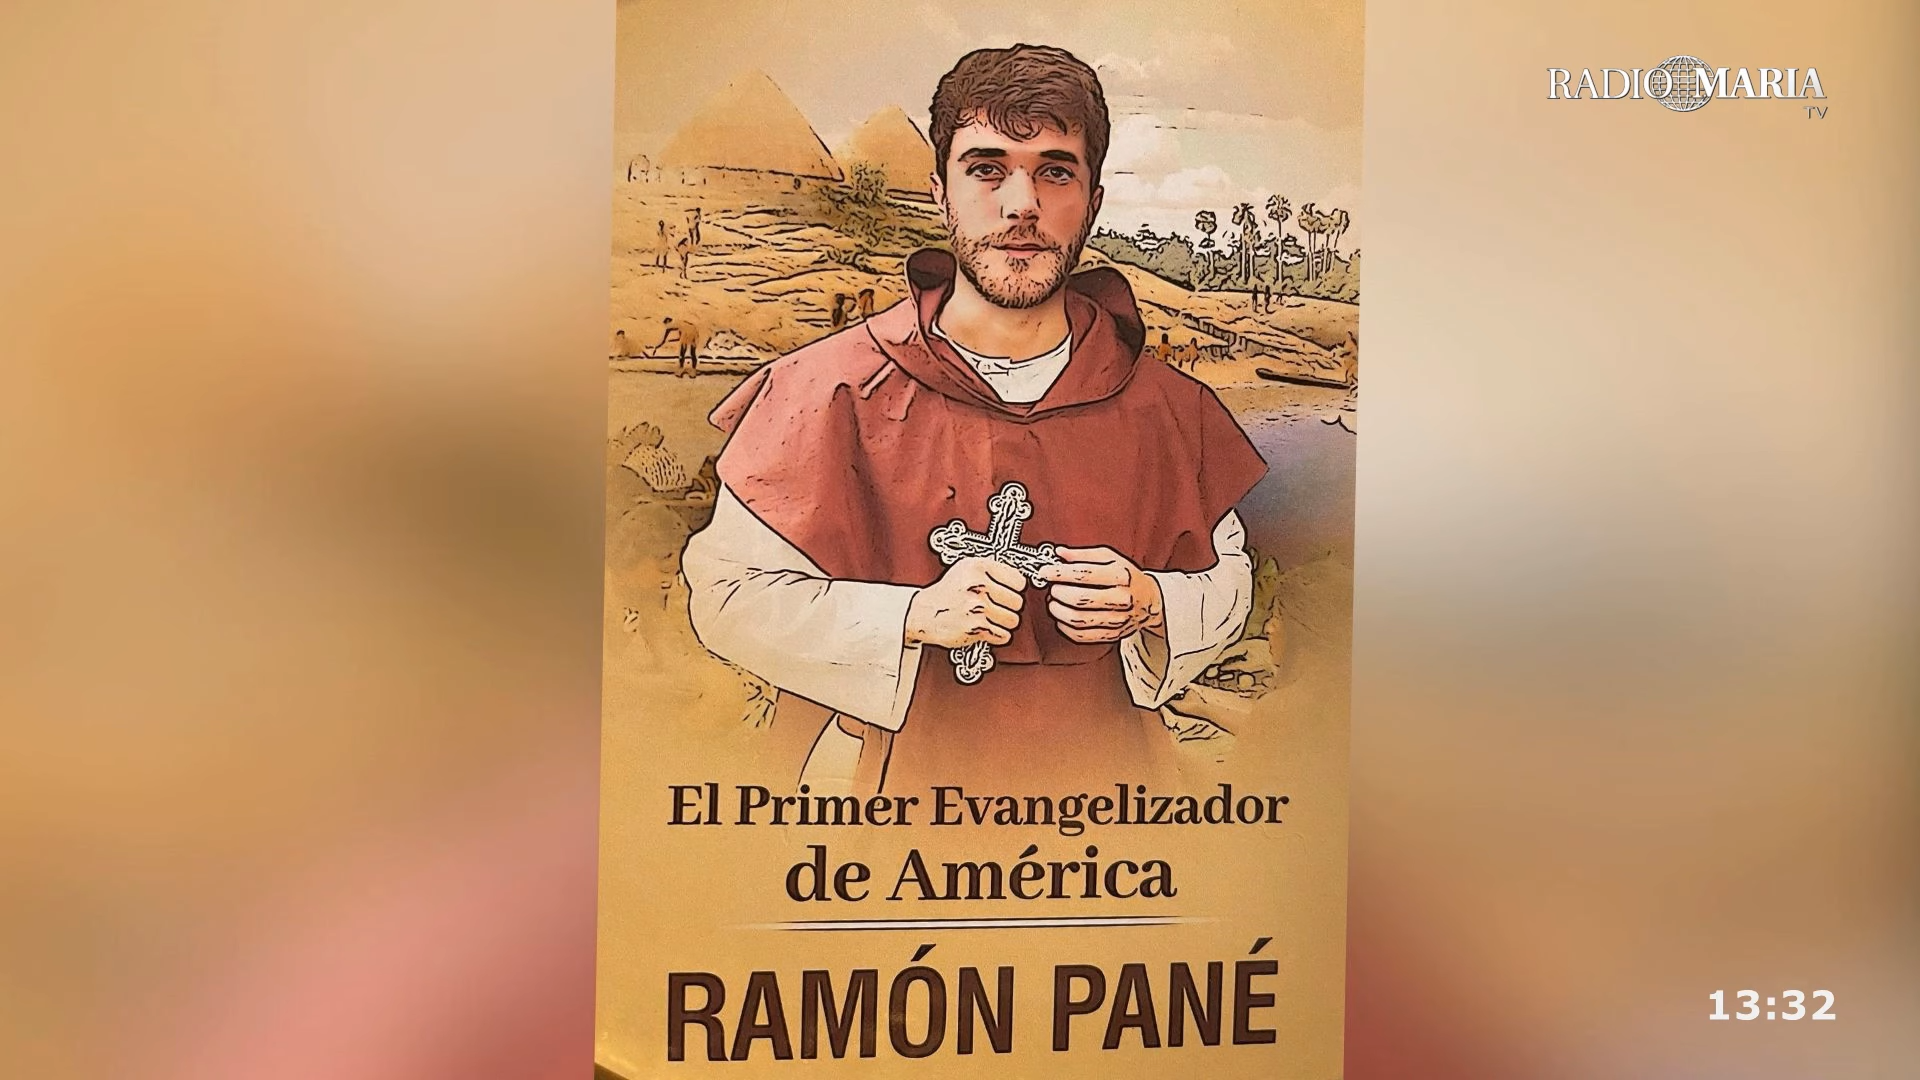 RADIO MARIA
TV
El Primer Evangelizador
de América
RAMÓN PANÉ
13:32